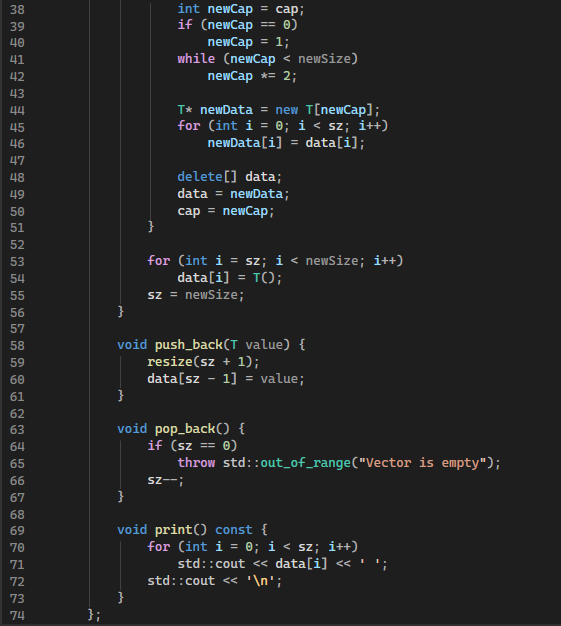 38 int newCap = cap;
39 if (newCap == 0)
40 newCap = 1;
41 while (newCap < newSize)
42 newCap *= 2;
43
44 T* newData = new T[newCap];
45 for (int i = 0; i < sz; i++)
46 newData[i] = data[i];
47
48 delete[] data;
49 data = newData;
50 cap = newCap;
51 }
52
53 for (int i = sz; i < newSize; i++)
54 data[i] = T();
55 sz = newSize;
56 }
57
58 void push_back(T value) {
59 resize(sz + 1);
60 data[sz - 1] = value;
61 }
62
63 void pop_back() {
64 if (sz == 0)
65 throw std::out_of_range("Vector is empty");
66 sz--;
67 }
68
69 void print() const {
70 for (int i = 0; i < sz; i++)
71 std::cout << data[i] << ' ';
72 std::cout << '\n';
73 }
74 };